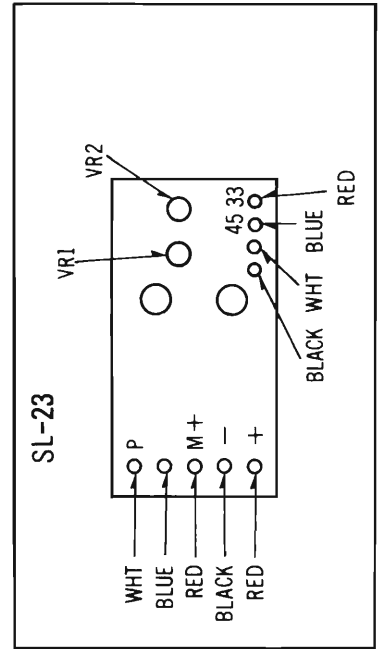 SL-23
VR1
VR2
WHT
P
BLUE
RED
M+
BLACK
−
RED
+
45 33
BLACK
WHT
BLUE
RED